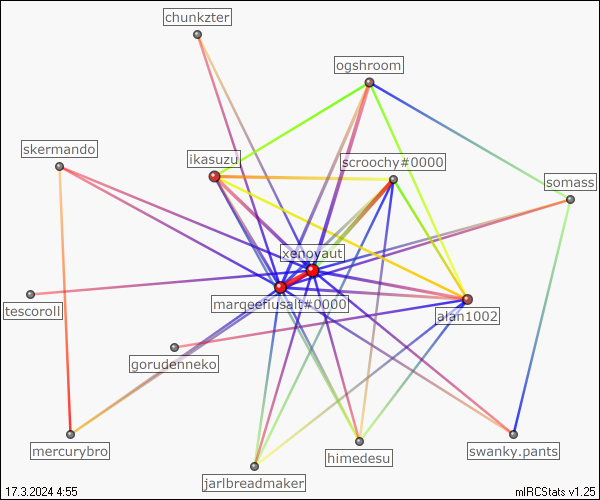 chunkzter
ogshroom
skermando
ikasuzu
scroochy#0000
somass
xenoyaut
tescoroll
marqeefiusalt#0000
alan1002
gorudenneko
mercurybro
himedesu
swanky.pants
jarlbreadmaker
17.3.2024 4:55
mIRCStats v1.25